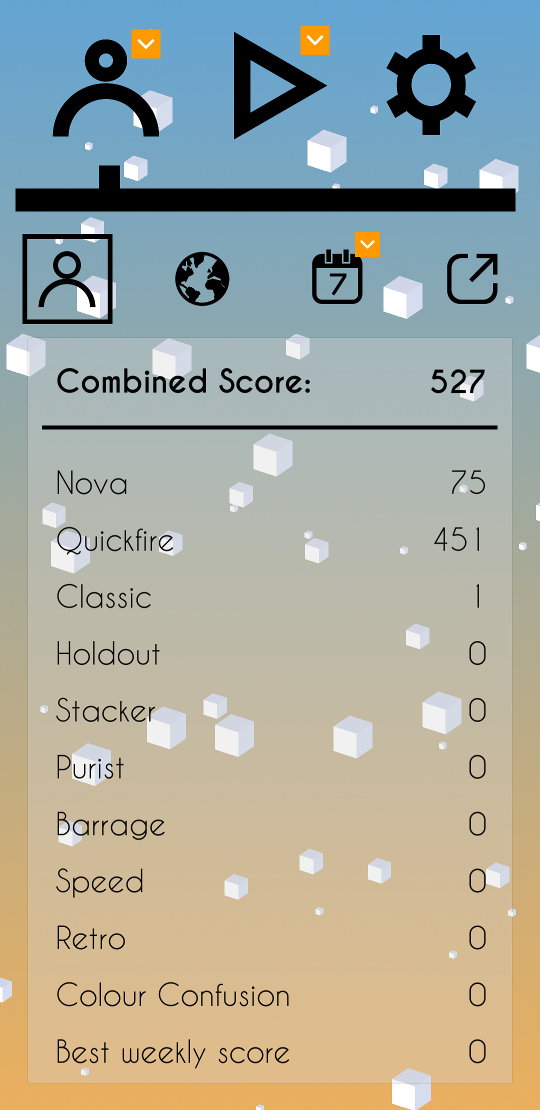 7
Combined Score: 527
Nova 75
Quickfire 451
Classic 1
Holdout 0
Stacker 0
Purist 0
Barrage 0
Speed 0
Retro 0
Colour Confusion 0
Best weekly score 0